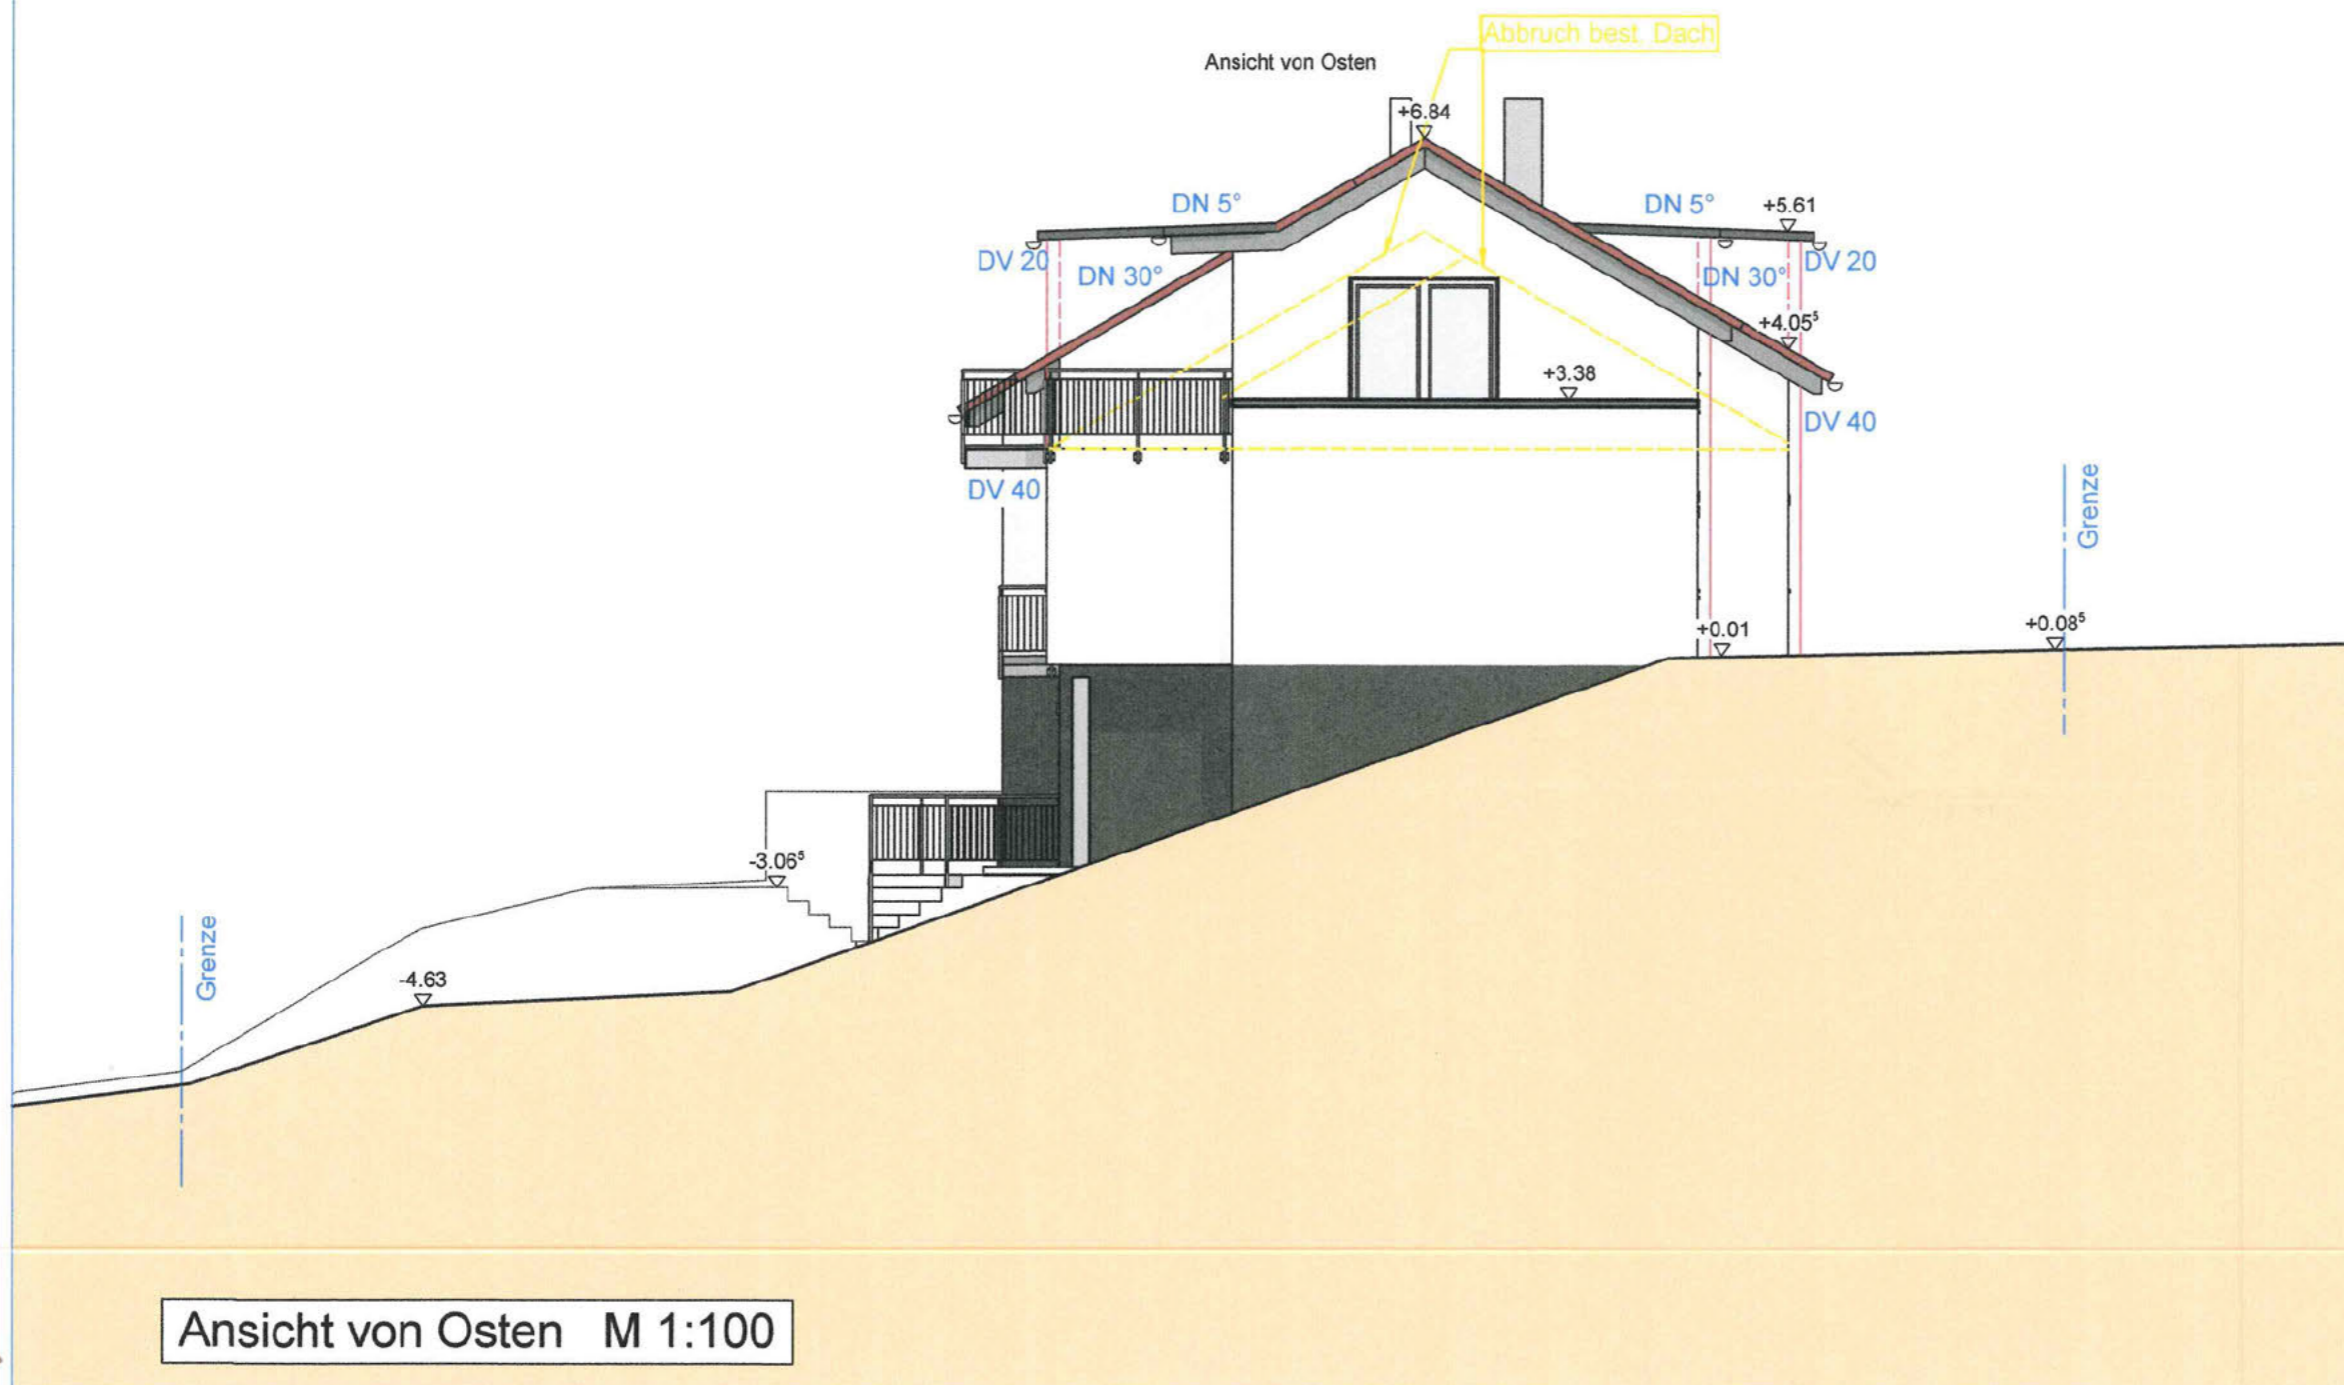 Abbruch best. Dach
Ansicht von Osten
+6.84
DN 5°
DN 5°
+5.61
DV 20
DN 30°
DN 30°
DV 20
+4.05⁵
+3.38
DV 40
DV 40
Grenze
+0.01
+0.08⁵
-3.06⁵
Grenze
-4.63
Ansicht von Osten M 1:100